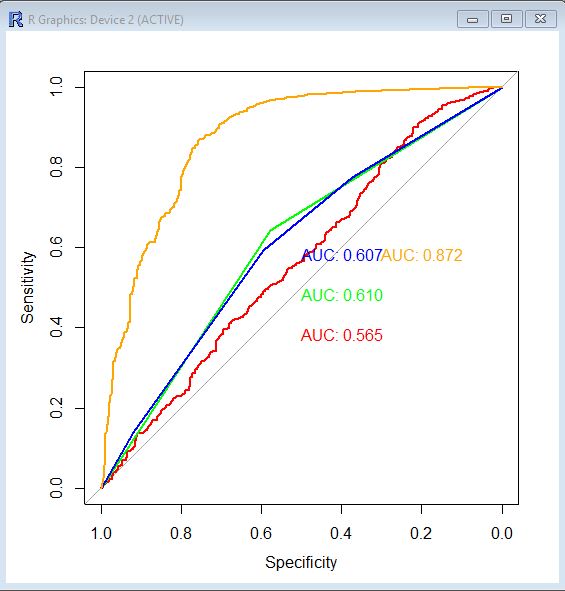 R Graphics: Device 2 (ACTIVE)
1.0
0.8
0.6
0.4
0.2
0.0
Sensitivity
AUC: 0.607 AUC: 0.872
AUC: 0.610
AUC: 0.565
1.0 0.8 0.6 0.4 0.2 0.0
Specificity